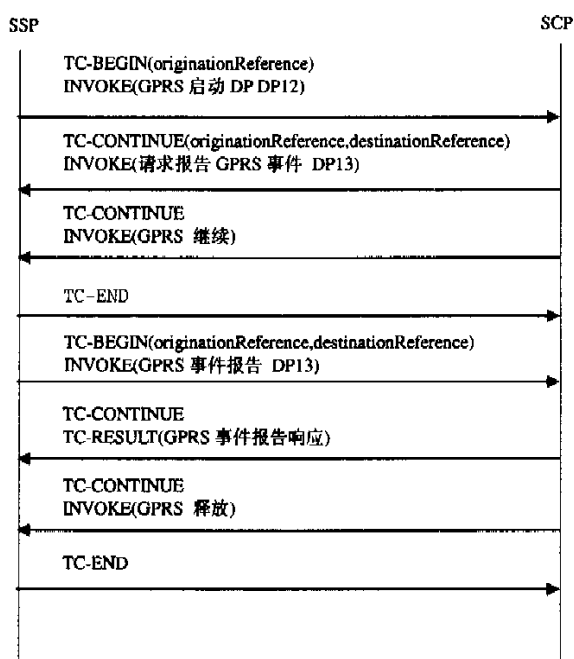 SSP
SCP
TC-BEGIN(originationReference)
INVOKE(GPRS 启动 DP DP12)
TC-CONTINUE(originationReference,destinationReference)
INVOKE(请求报告 GPRS 事件 DP13)
TC-CONTINUE
INVOKE(GPRS 继续)
TC-END
TC-BEGIN(originationReference,destinationReference)
INVOKE(GPRS 事件报告 DP13)
TC-CONTINUE
TC-RESULT(GPRS 事件报告响应)
TC-CONTINUE
INVOKE(GPRS 释放)
TC-END